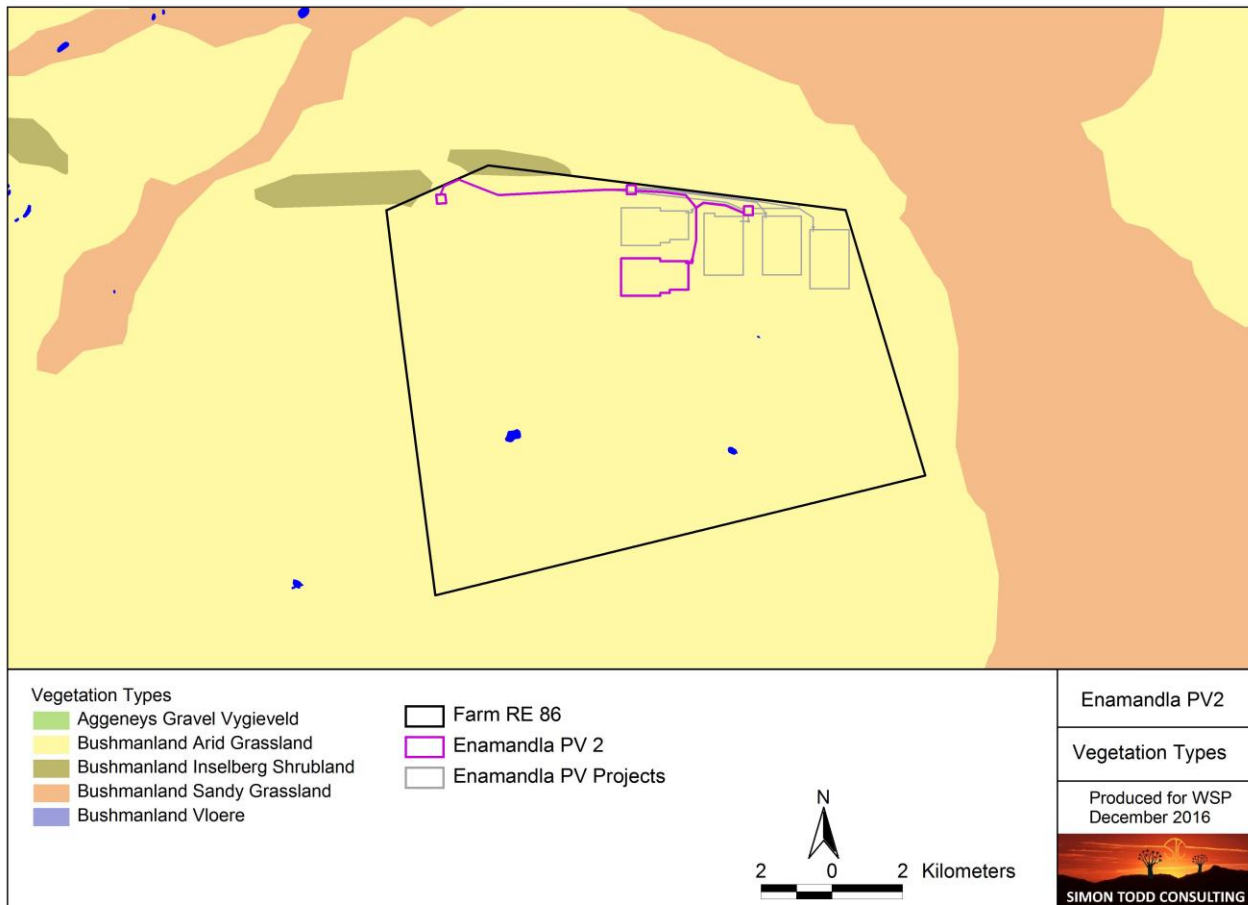 Vegetation Types
Aggeneys Gravel Vygieveld
Bushmanland Arid Grassland
Bushmanland Inselberg Shrubland
Bushmanland Sandy Grassland
Bushmanland Vloere
Farm RE 86
Enamandla PV 2
Enamandla PV Projects
N
2 0 2 Kilometers
Enamandla PV2
Vegetation Types
Produced for WSP
December 2016
SIMON TODD CONSULTING